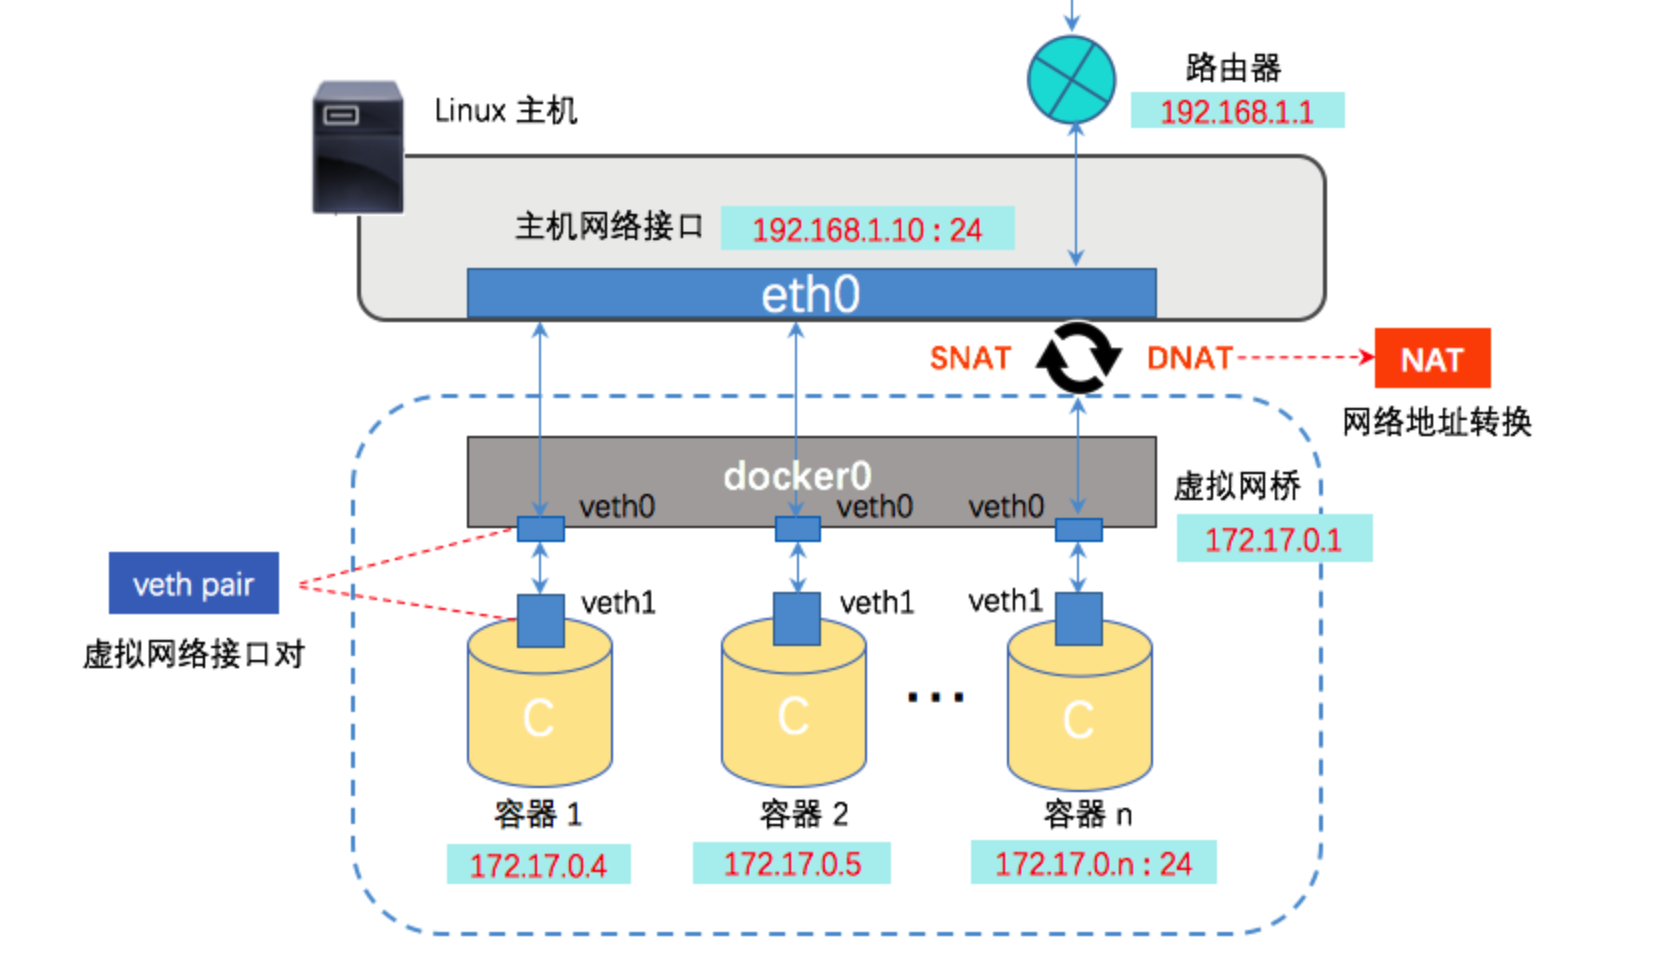 路由器
192.168.1.1
Linux 主机
主机网络接口 192.168.1.10 : 24
eth0
SNAT DNAT NAT
网络地址转换
docker0
veth0 veth0 veth0
虚拟网桥
172.17.0.1
veth pair
虚拟网络接口对
veth1 veth1 veth1
C C ... C
容器 1 容器 2 容器 n
172.17.0.4 172.17.0.5 172.17.0.n : 24